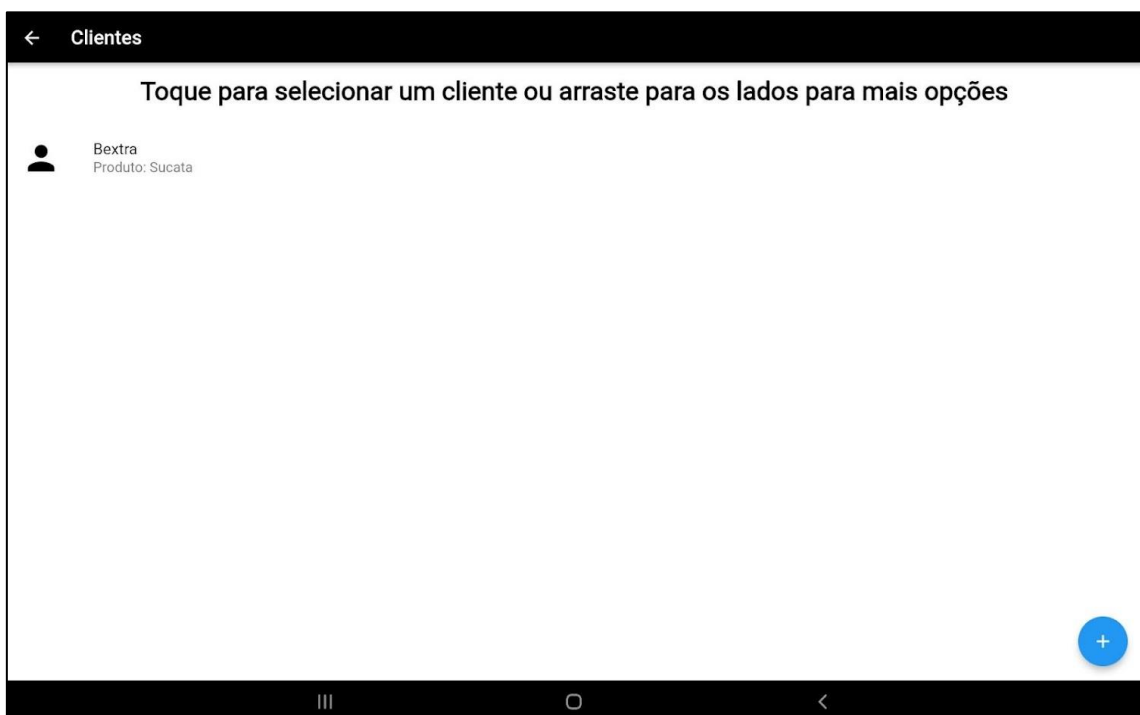 Clientes
Toque para selecionar um cliente ou arraste para os lados para mais opções
Bextra
Produto: Sucata